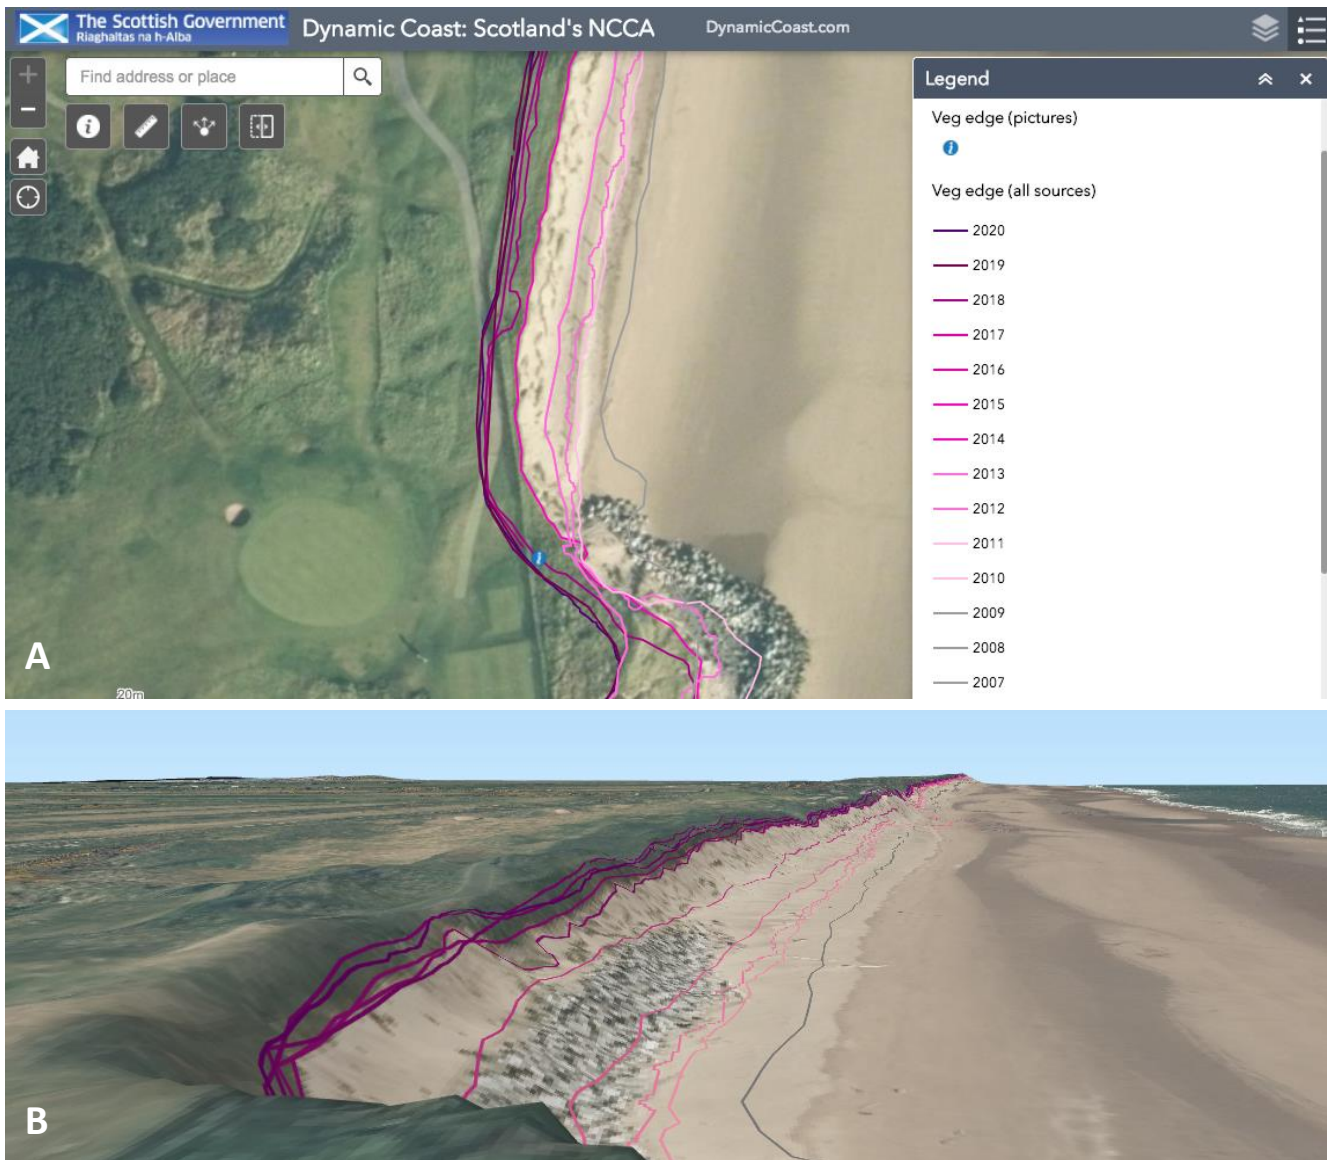 The Scottish Government
Riaghaltas na h-Alba
Dynamic Coast: Scotland's NCCA
DynamicCoast.com
Find address or place
Legend
Veg edge (pictures)
Veg edge (all sources)
2020
2019
2018
2017
2016
2015
2014
2013
2012
2011
2010
2009
2008
2007
A
20m
B